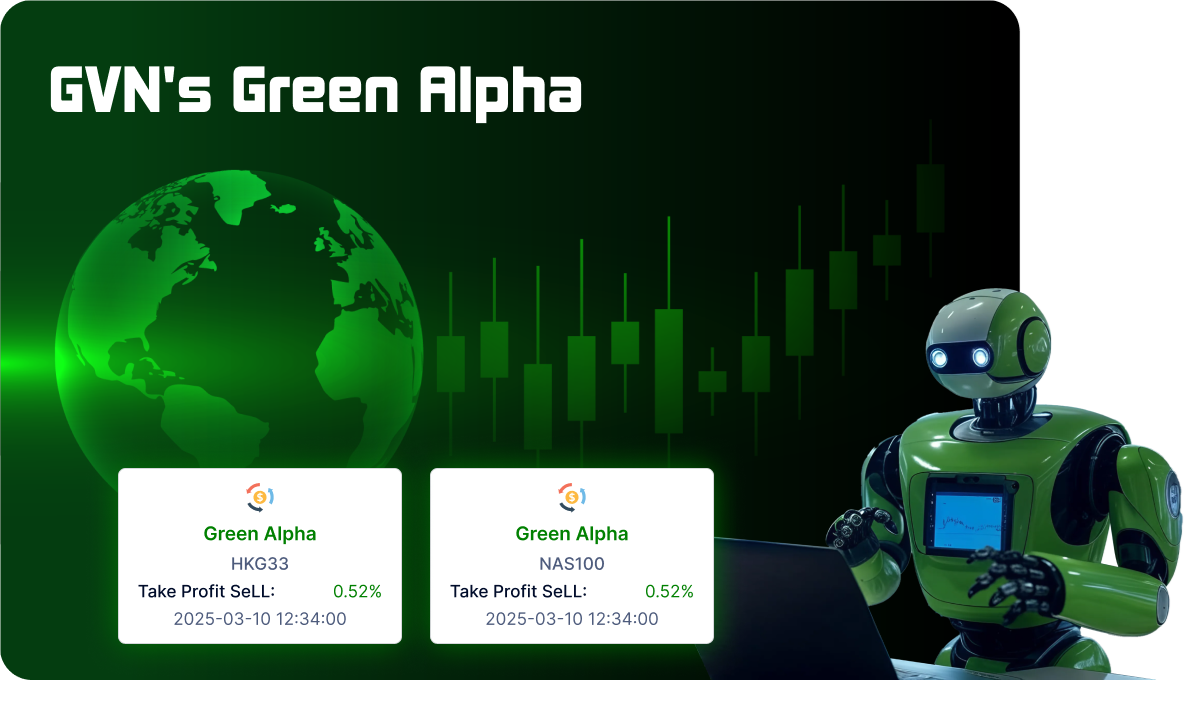 GVN's Green Alpha
Green Alpha
HKG33
Take Profit SeLL: 0.52%
2025-03-10 12:34:00
Green Alpha
NAS100
Take Profit SeLL: 0.52%
2025-03-10 12:34:00